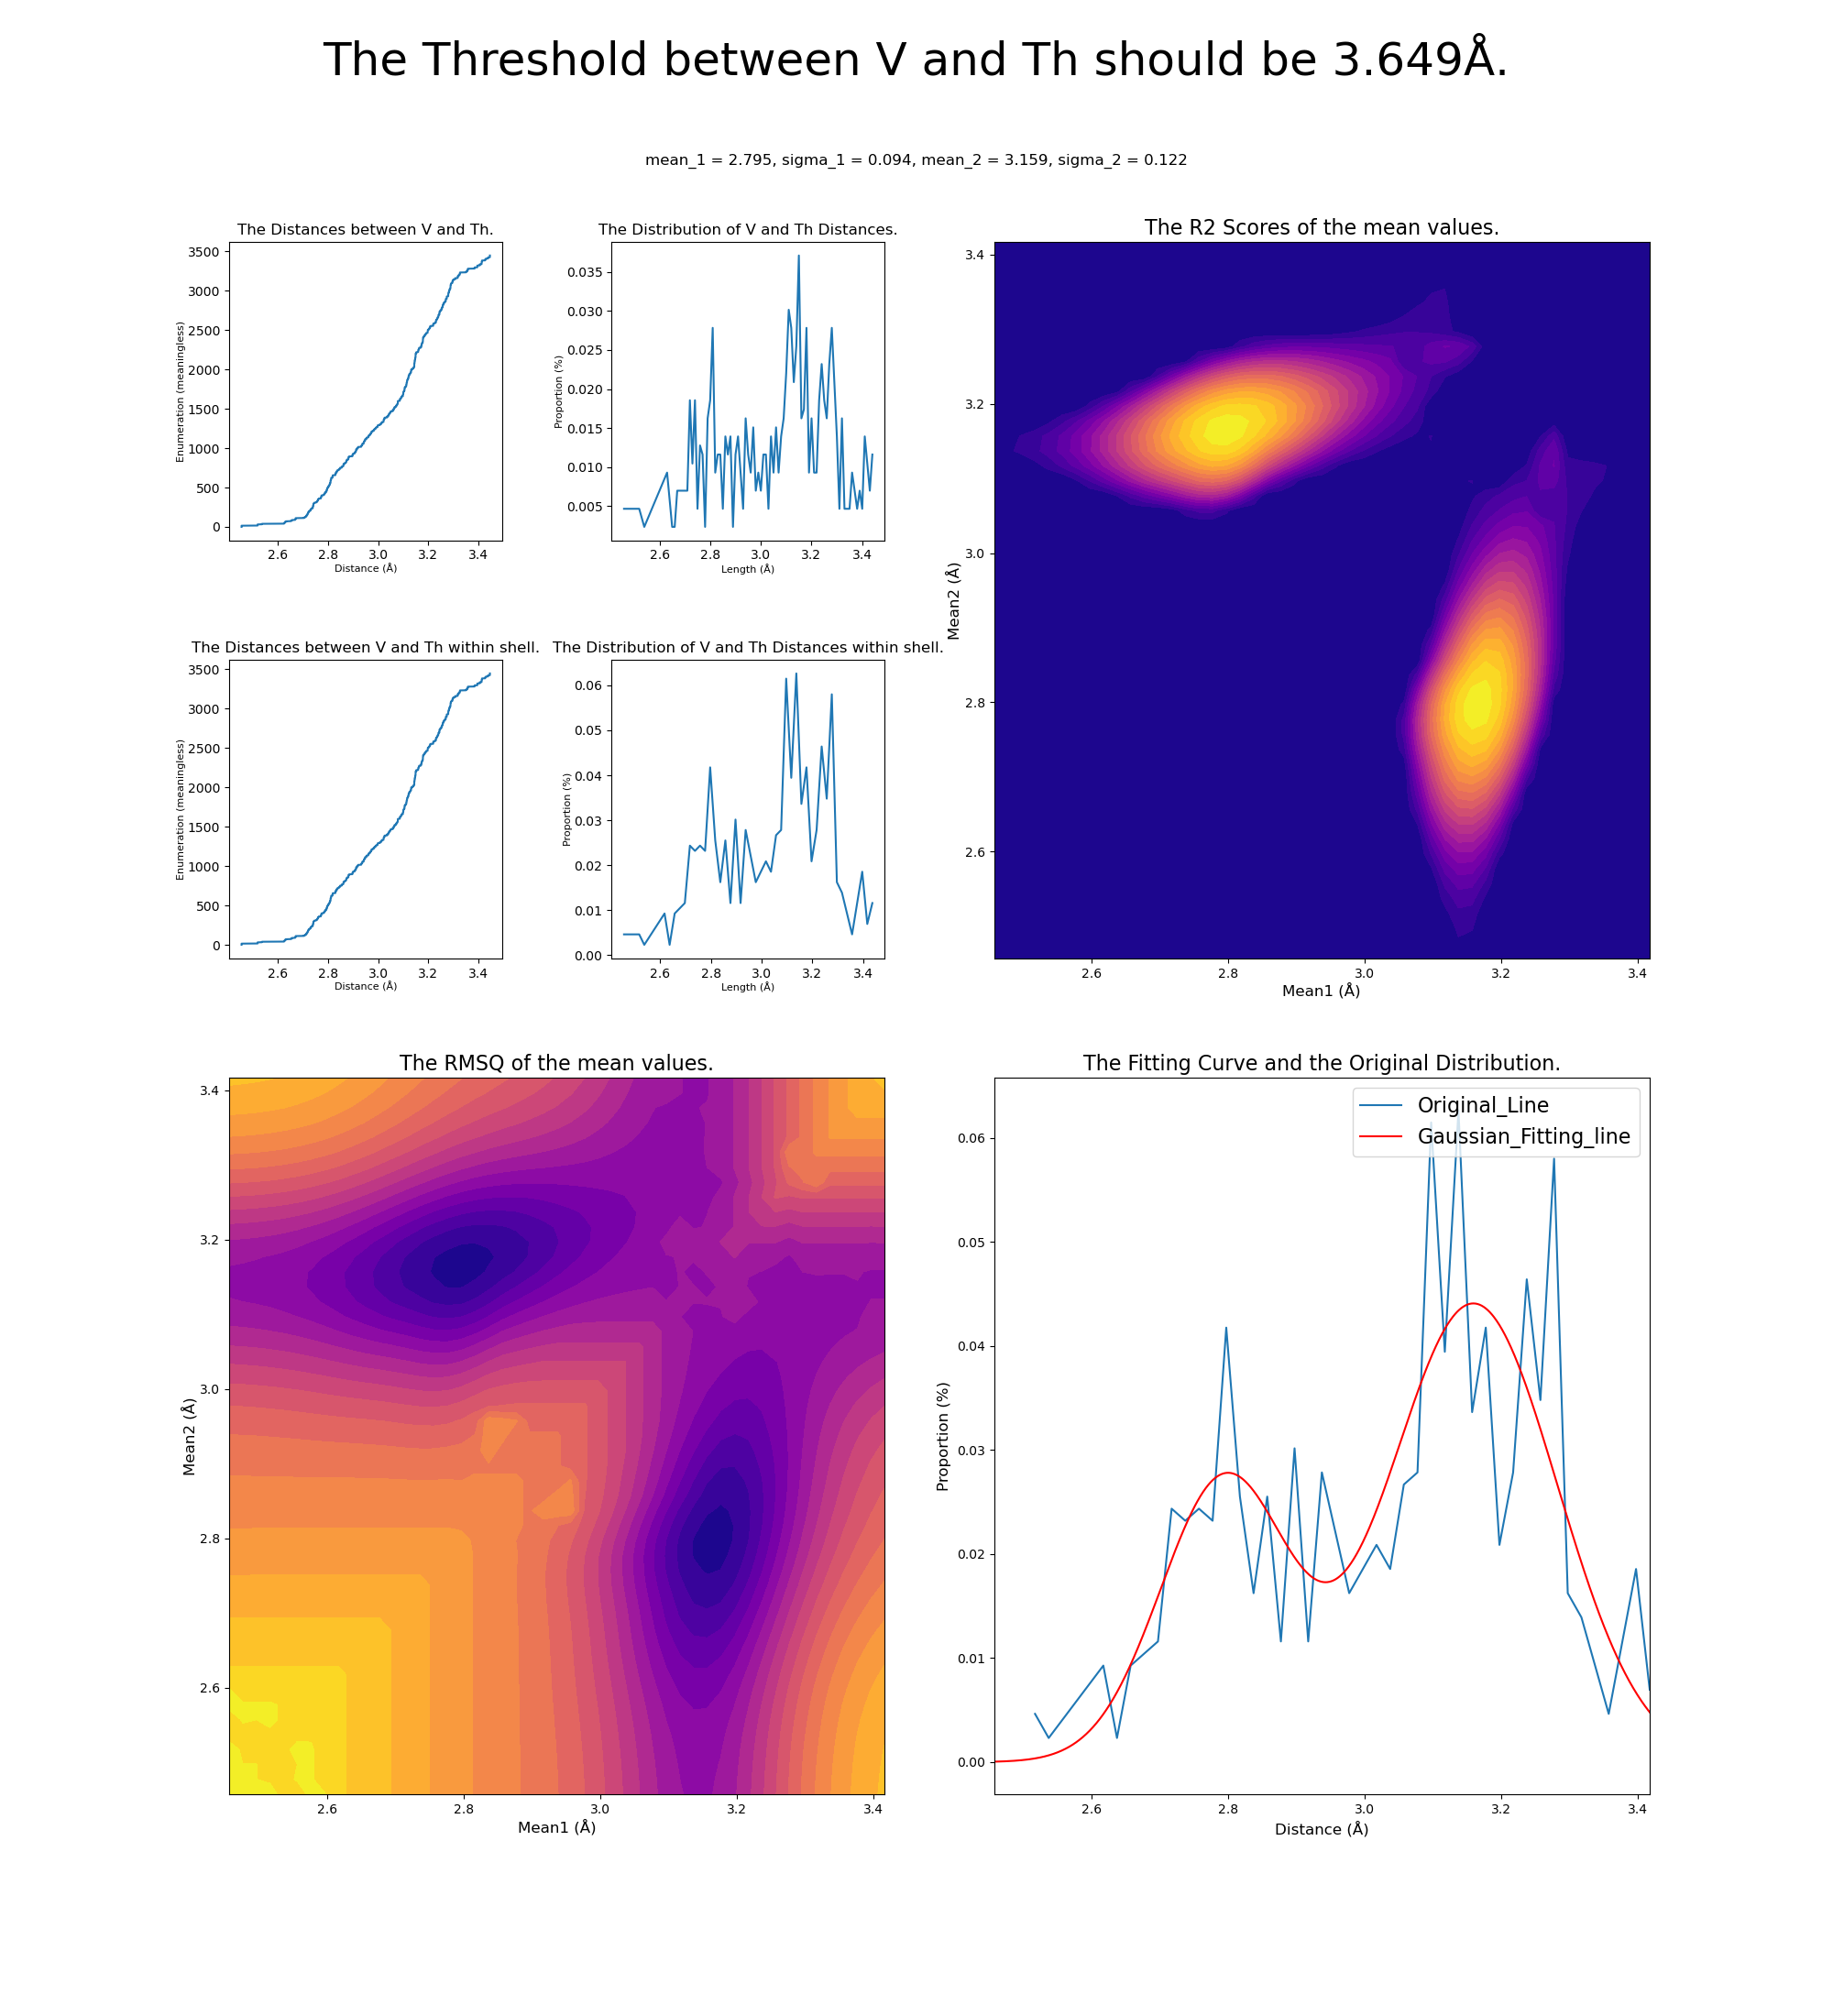 The Threshold between V and Th should be 3.649Å.
mean_1 = 2.795, sigma_1 = 0.094, mean_2 = 3.159, sigma_2 = 0.122
The Distances between V and Th.
3500
3000
2500
2000
1500
1000
500
0
Enumeration (meaningless)
2.6 2.8 3.0 3.2 3.4
Distance (Å)
The Distribution of V and Th Distances.
0.035
0.030
0.025
0.020
0.015
0.010
0.005
Proportion (%)
2.6 2.8 3.0 3.2 3.4
Length (Å)
The R2 Scores of the mean values.
3.4
3.2
3.0
2.8
2.6
Mean2 (Å)
2.6 2.8 3.0 3.2 3.4
Mean1 (Å)
The Distances between V and Th within shell.
3500
3000
2500
2000
1500
1000
500
0
Enumeration (meaningless)
2.6 2.8 3.0 3.2 3.4
Distance (Å)
The Distribution of V and Th Distances within shell.
0.06
0.05
0.04
0.03
0.02
0.01
0.00
Proportion (%)
2.6 2.8 3.0 3.2 3.4
Length (Å)
The RMSQ of the mean values.
3.4
3.2
3.0
2.8
2.6
Mean2 (Å)
2.6 2.8 3.0 3.2 3.4
Mean1 (Å)
The Fitting Curve and the Original Distribution.
Original_Line
Gaussian_Fitting_line
0.06
0.05
0.04
0.03
0.02
0.01
0.00
Proportion (%)
2.6 2.8 3.0 3.2 3.4
Distance (Å)